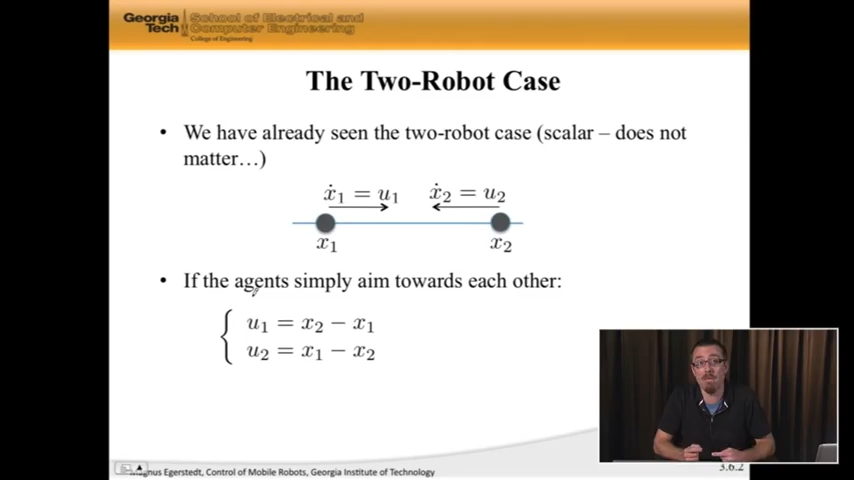 Georgia Tech
School of Electrical and Computer Engineering
College of Engineering
The Two-Robot Case
• We have already seen the two-robot case (scalar – does not
matter…)
ẋ₁ = u₁ ẋ₂ = u₂
x₁ x₂
• If the agents simply aim towards each other:
{ u₁ = x₂ − x₁
u₂ = x₁ − x₂
Magnus Egerstedt, Control of Mobile Robots, Georgia Institute of Technology
3.6.2